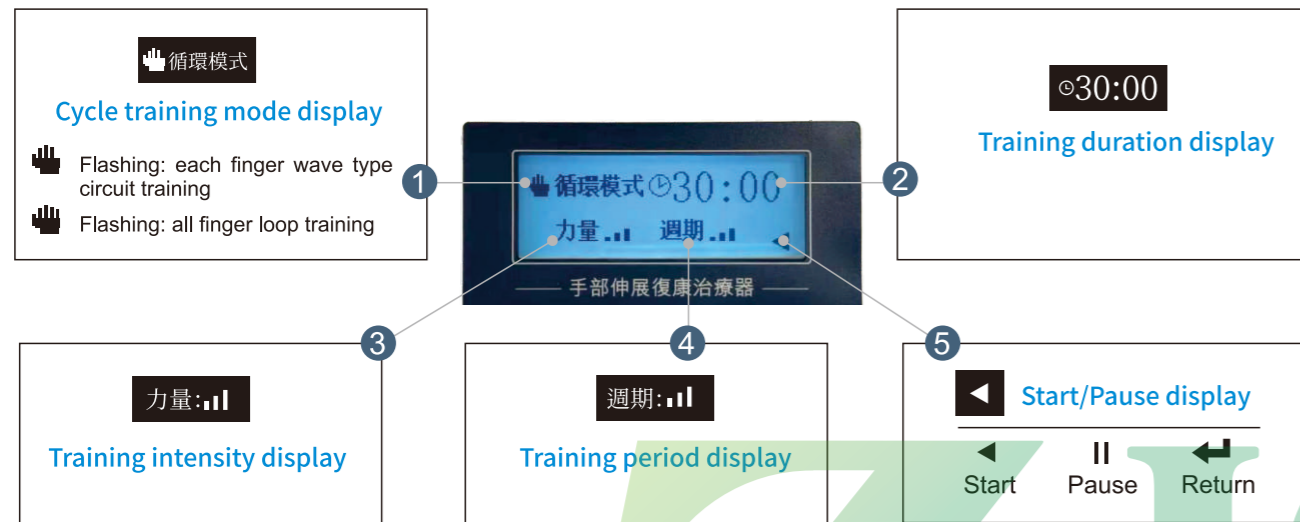 循環模式
Cycle training mode display
Flashing: each finger wave type
circuit training
Flashing: all finger loop training
30:00
Training duration display
1
2
循環模式 30:00
力量 週期
手部伸展復康治療器
3
4
5
力量:
Training intensity display
週期:
Training period display
Start/Pause display
Start Pause Return